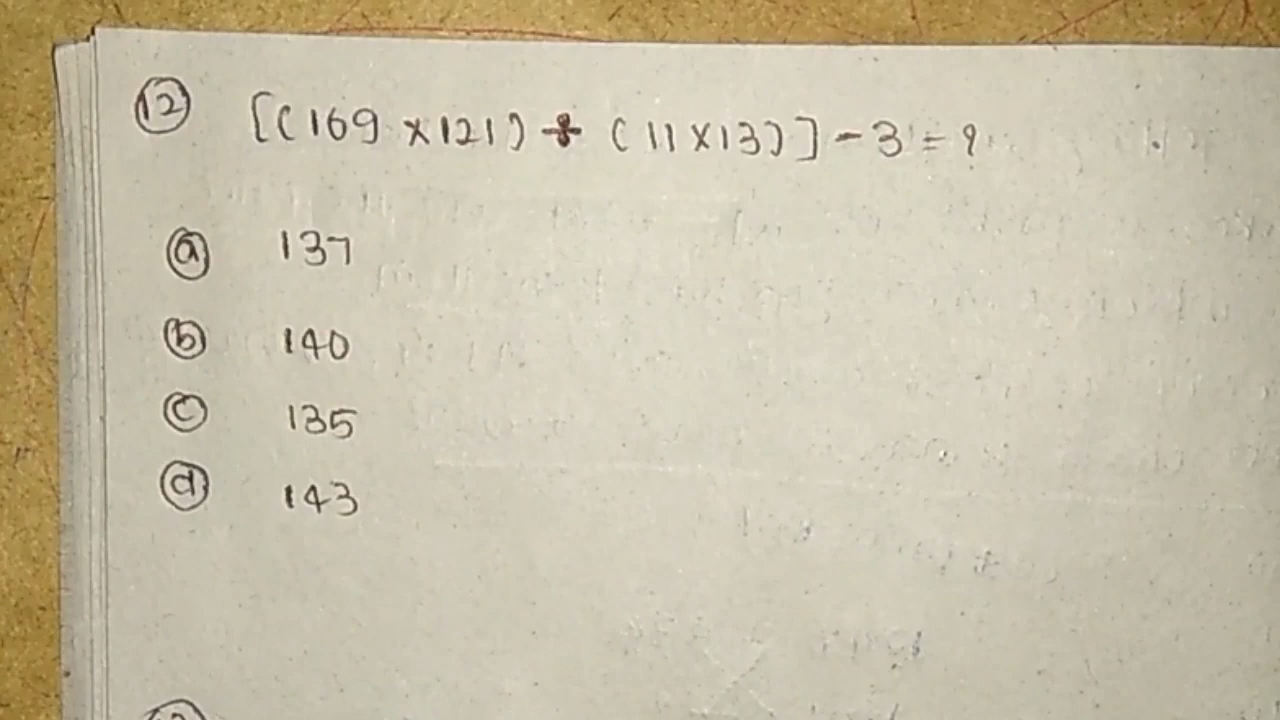 12 [(169 × 121) ÷ (11 × 13)] - 3 = ?
a 137
b 140
c 135
d 143